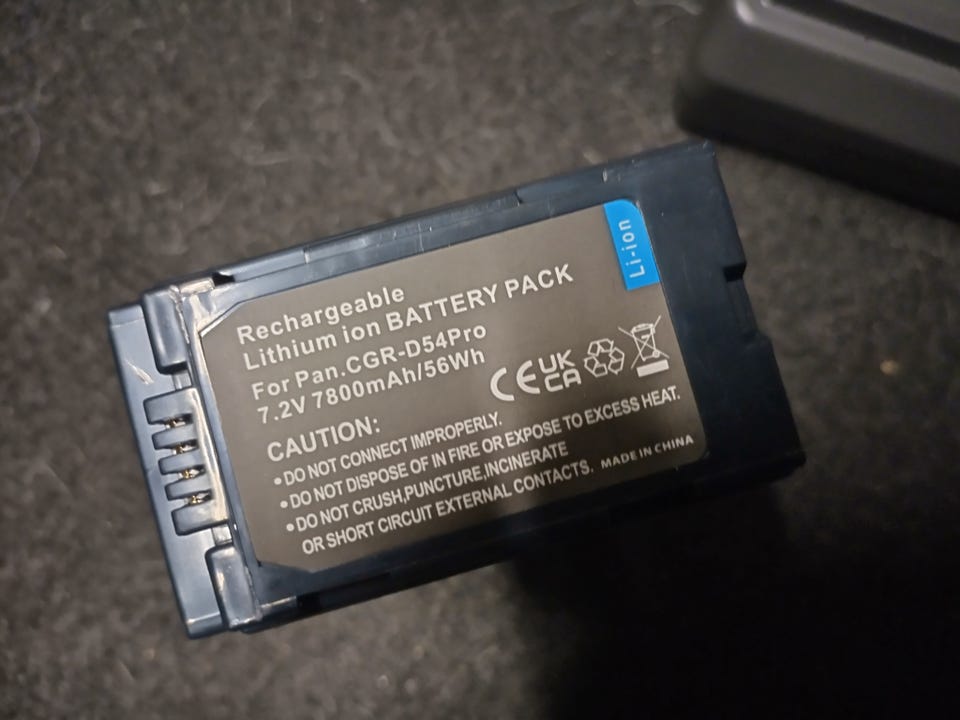 Li-ion
Rechargeable
Lithium ion BATTERY PACK
For Pan.CGR-D54Pro
7.2V 7800mAh/56Wh
CE UK CA
CAUTION:
•DO NOT CONNECT IMPROPERLY.
•DO NOT DISPOSE OF IN FIRE OR EXPOSE TO EXCESS HEAT.
•DO NOT CRUSH,PUNCTURE,INCINERATE
OR SHORT CIRCUIT EXTERNAL CONTACTS. MADE IN CHINA